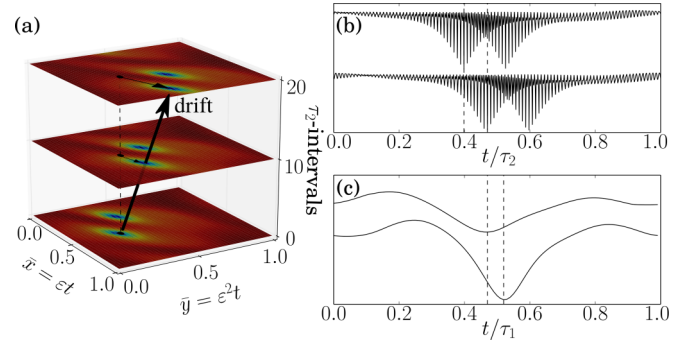 (a)
drift
20
10
0
τ₂-intervals
0.0
0.5
1.0
x̄ = εt
0.0
0.5
1.0
ȳ = ε²t
(b)
0.0 0.2 0.4 0.6 0.8 1.0
t/τ₂
(c)
0.0 0.2 0.4 0.6 0.8 1.0
t/τ₁